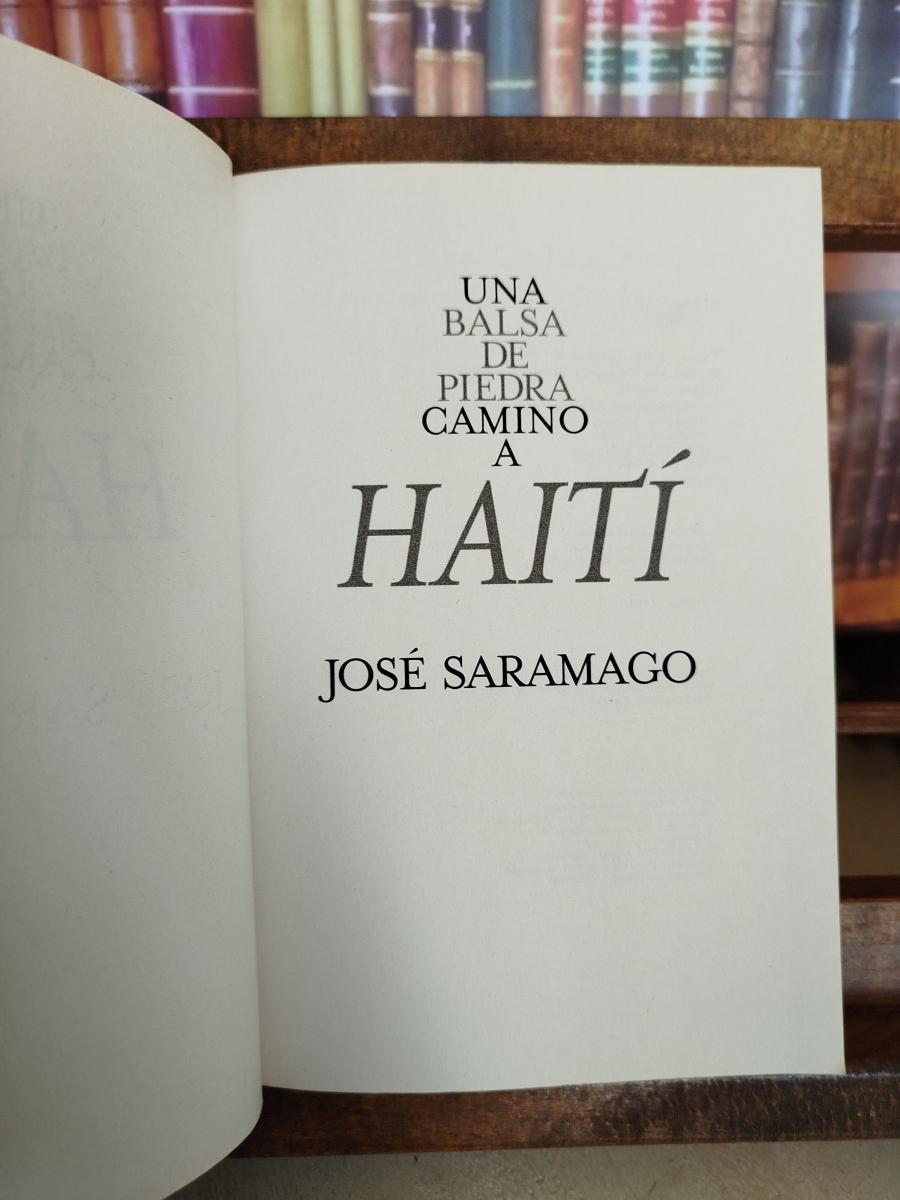 UNA
BALSA
DE
PIEDRA
CAMINO
A
HAITÍ
JOSÉ SARAMAGO